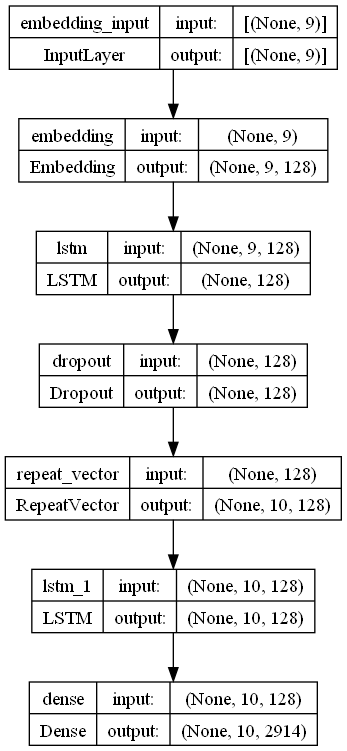 embedding_input input: [(None, 9)]
InputLayer output: [(None, 9)]
embedding input: (None, 9)
Embedding output: (None, 9, 128)
lstm input: (None, 9, 128)
LSTM output: (None, 128)
dropout input: (None, 128)
Dropout output: (None, 128)
repeat_vector input: (None, 128)
RepeatVector output: (None, 10, 128)
lstm_1 input: (None, 10, 128)
LSTM output: (None, 10, 128)
dense input: (None, 10, 128)
Dense output: (None, 10, 2914)